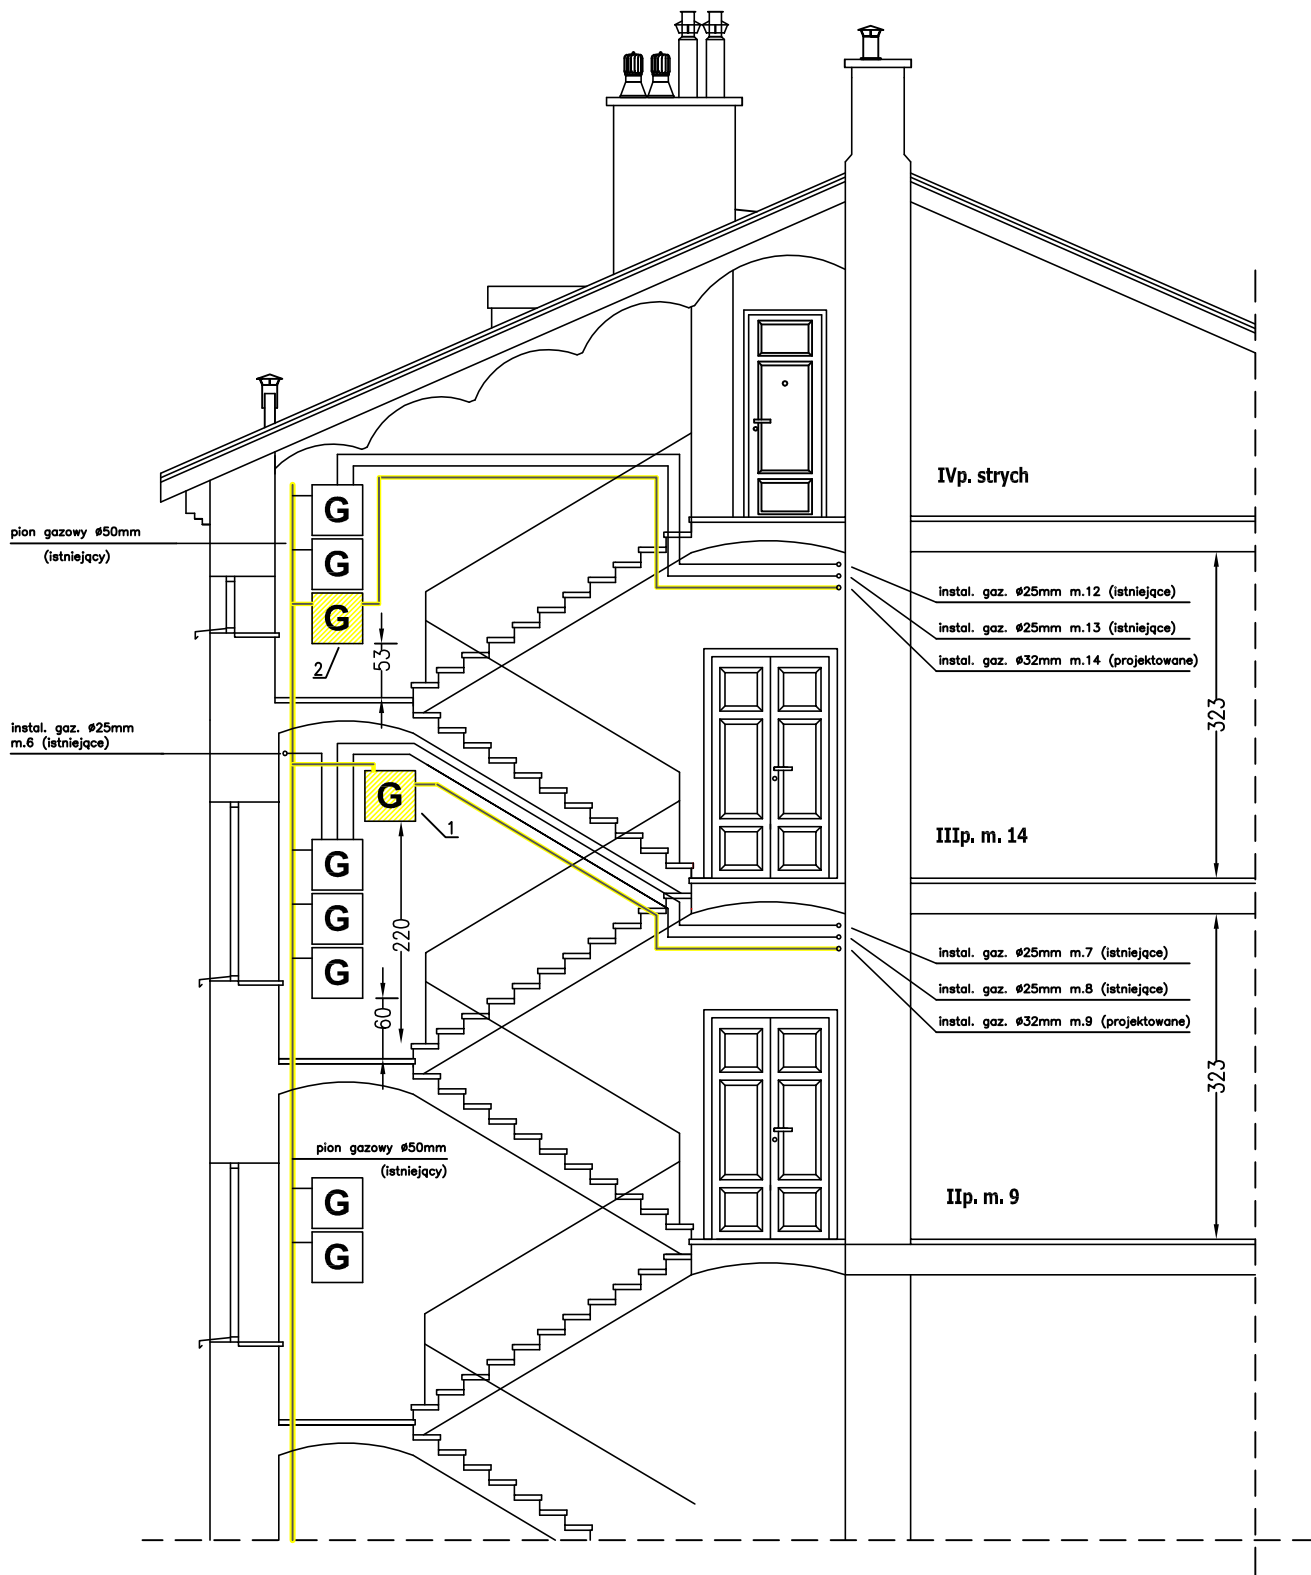 IVp. strych
G
pion gazowy ø50mm
(istniejący)
G
instal. gaz. ø25mm m.12 (istniejące)
G
instal. gaz. ø25mm m.13 (istniejące)
2
53
instal. gaz. ø32mm m.14 (projektowane)
323
instal. gaz. ø25mm
m.6 (istniejące)
G
1
IIIp. m. 14
G
G
220
instal. gaz. ø25mm m.7 (istniejące)
G
instal. gaz. ø25mm m.8 (istniejące)
60
instal. gaz. ø32mm m.9 (projektowane)
323
pion gazowy ø50mm
(istniejący)
G
IIp. m. 9
G